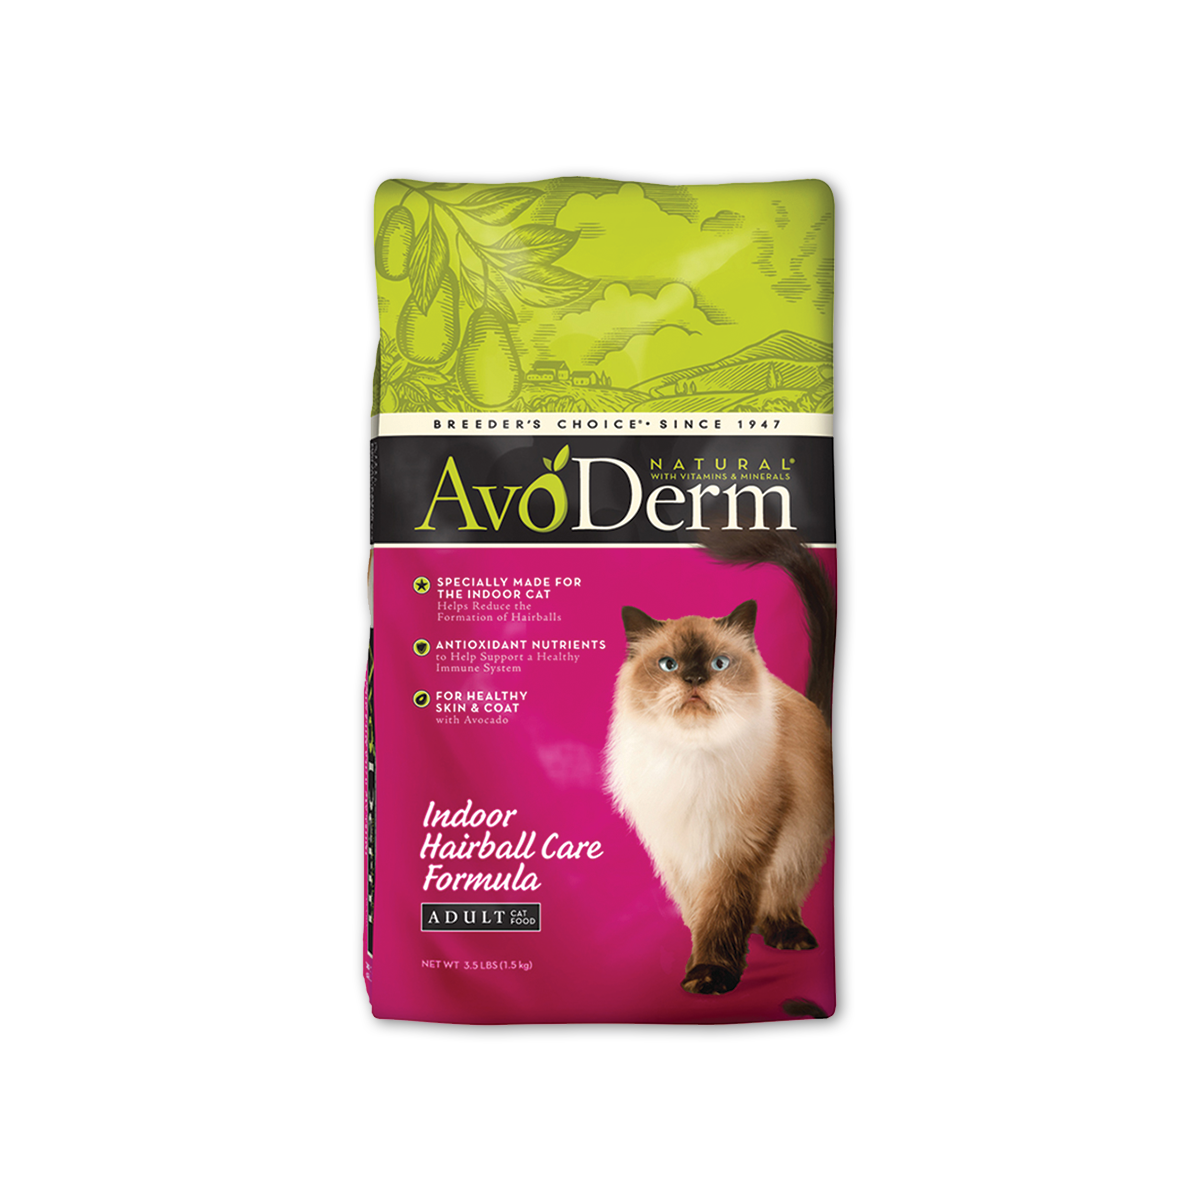 BREEDER'S CHOICE®• SINCE 1947
NATURAL®
WITH VITAMINS & MINERALS
AvoDerm
SPECIALLY MADE FOR
THE INDOOR CAT
Helps Reduce the
Formation of Hairballs
ANTIOXIDANT NUTRIENTS
to Help Support a Healthy
Immune System
FOR HEALTHY
SKIN & COAT
with Avocado
Indoor
Hairball Care
Formula
ADULT CAT FOOD
NET WT 3.5 LBS (1.5 kg)